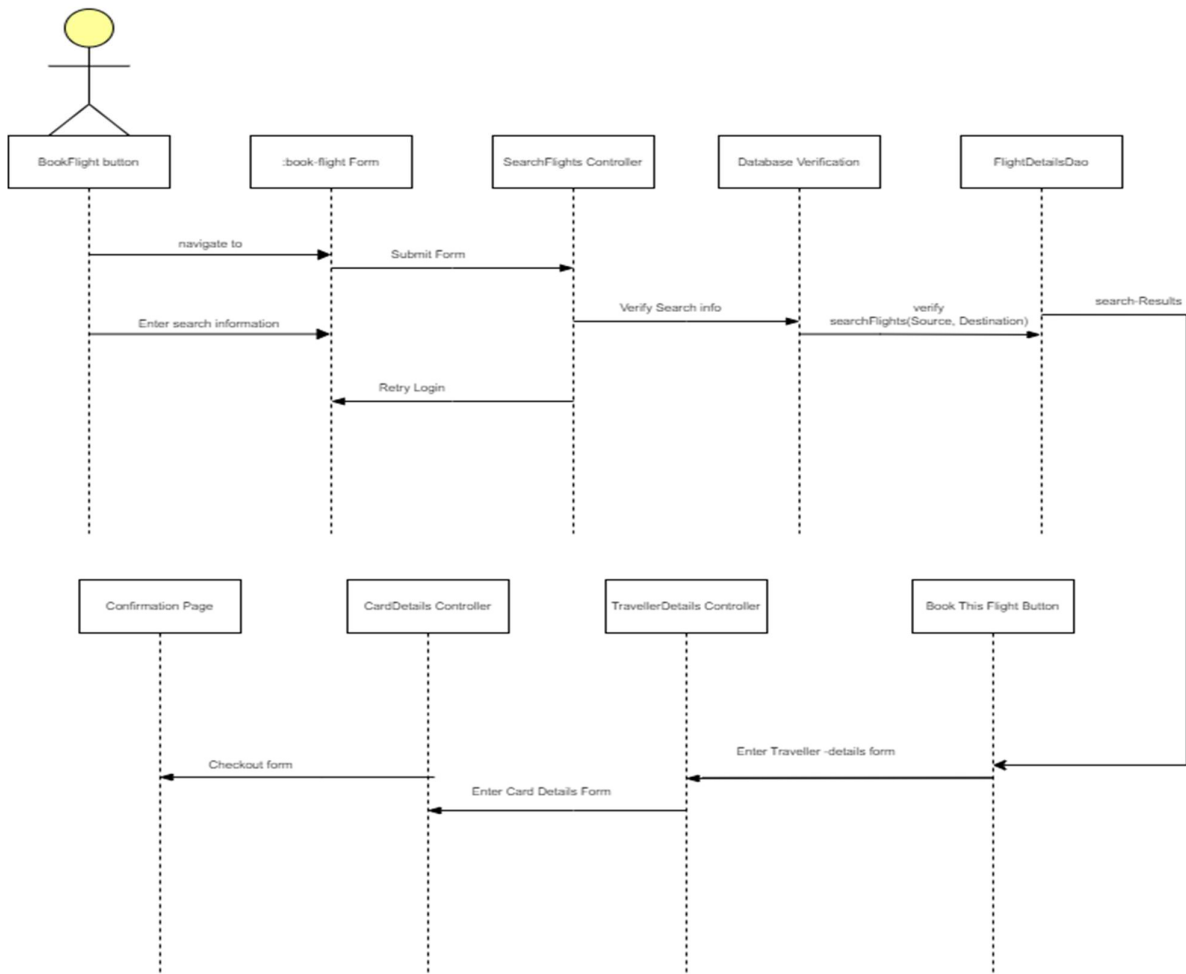 BookFlight button
:book-flight Form
SearchFlights Controller
Database Verification
FlightDetailsDao
navigate to
Submit Form
search-Results
Verify Search info
verify
searchFlights(Source, Destination)
Enter search information
Retry Login
Confirmation Page
CardDetails Controller
TravellerDetails Controller
Book This Flight Button
Enter Traveller -details form
Checkout form
Enter Card Details Form